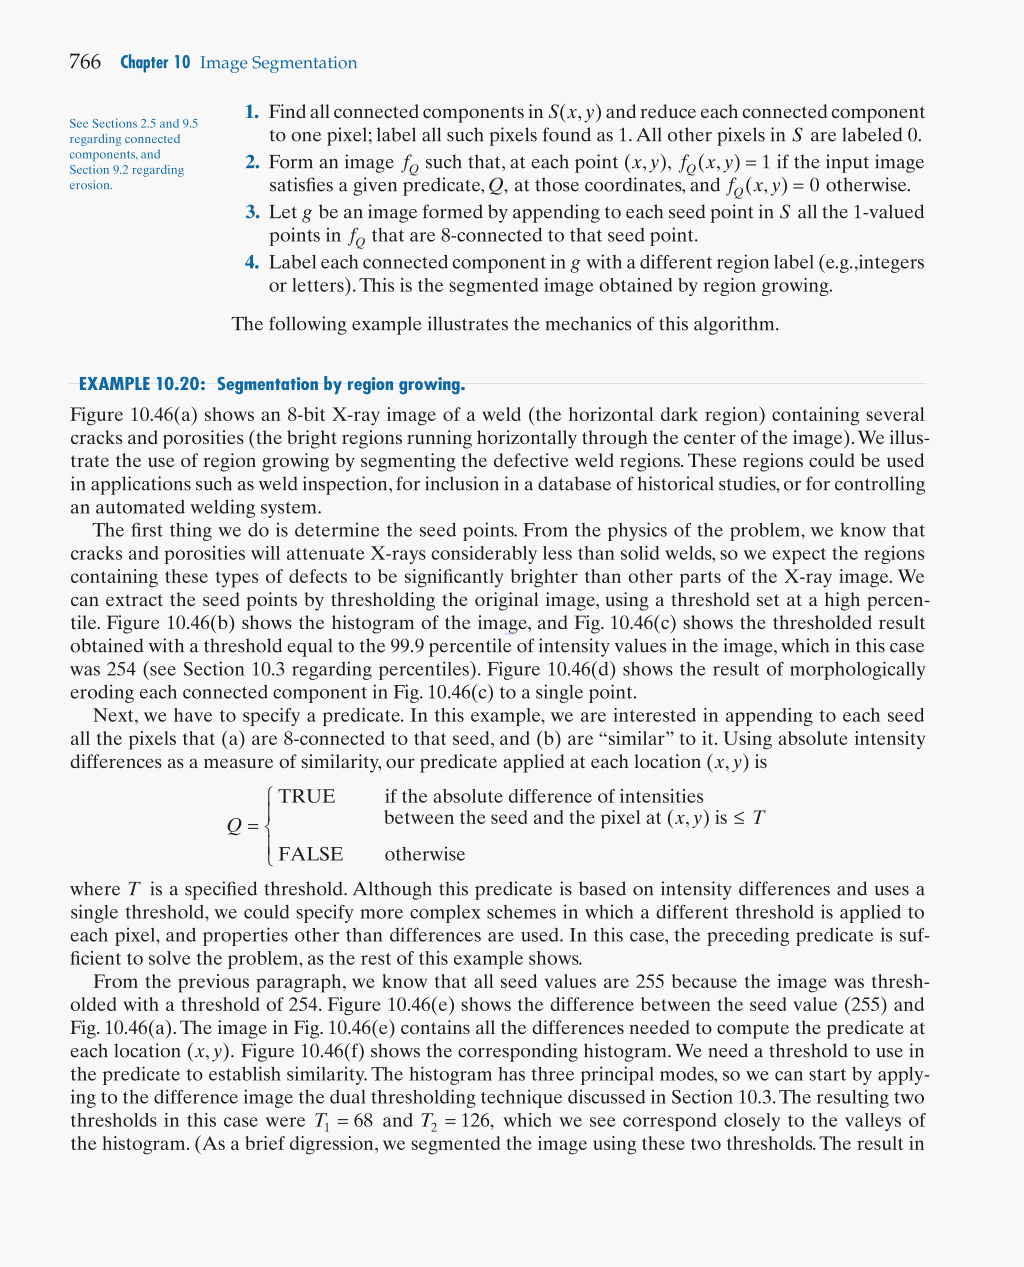 766 Chapter 10 Image Segmentation
See Sections 2.5 and 9.5
regarding connected
components, and
Section 9.2 regarding
erosion.
1. Find all connected components in S(x, y) and reduce each connected component
to one pixel; label all such pixels found as 1. All other pixels in S are labeled 0.
2. Form an image f_Q such that, at each point (x, y), f_Q(x, y) = 1 if the input image
satisfies a given predicate, Q, at those coordinates, and f_Q(x, y) = 0 otherwise.
3. Let g be an image formed by appending to each seed point in S all the 1-valued
points in f_Q that are 8-connected to that seed point.
4. Label each connected component in g with a different region label (e.g.,integers
or letters). This is the segmented image obtained by region growing.
The following example illustrates the mechanics of this algorithm.
EXAMPLE 10.20: Segmentation by region growing.
Figure 10.46(a) shows an 8-bit X-ray image of a weld (the horizontal dark region) containing several
cracks and porosities (the bright regions running horizontally through the center of the image). We illus-
trate the use of region growing by segmenting the defective weld regions. These regions could be used
in applications such as weld inspection, for inclusion in a database of historical studies, or for controlling
an automated welding system.
The first thing we do is determine the seed points. From the physics of the problem, we know that
cracks and porosities will attenuate X-rays considerably less than solid welds, so we expect the regions
containing these types of defects to be significantly brighter than other parts of the X-ray image. We
can extract the seed points by thresholding the original image, using a threshold set at a high percen-
tile. Figure 10.46(b) shows the histogram of the image, and Fig. 10.46(c) shows the thresholded result
obtained with a threshold equal to the 99.9 percentile of intensity values in the image, which in this case
was 254 (see Section 10.3 regarding percentiles). Figure 10.46(d) shows the result of morphologically
eroding each connected component in Fig. 10.46(c) to a single point.
Next, we have to specify a predicate. In this example, we are interested in appending to each seed
all the pixels that (a) are 8-connected to that seed, and (b) are “similar” to it. Using absolute intensity
differences as a measure of similarity, our predicate applied at each location (x, y) is
TRUE if the absolute difference of intensities
between the seed and the pixel at (x, y) is ≤ T
Q =
FALSE otherwise
where T is a specified threshold. Although this predicate is based on intensity differences and uses a
single threshold, we could specify more complex schemes in which a different threshold is applied to
each pixel, and properties other than differences are used. In this case, the preceding predicate is suf-
ficient to solve the problem, as the rest of this example shows.
From the previous paragraph, we know that all seed values are 255 because the image was thresh-
olded with a threshold of 254. Figure 10.46(e) shows the difference between the seed value (255) and
Fig. 10.46(a). The image in Fig. 10.46(e) contains all the differences needed to compute the predicate at
each location (x, y). Figure 10.46(f) shows the corresponding histogram. We need a threshold to use in
the predicate to establish similarity. The histogram has three principal modes, so we can start by apply-
ing to the difference image the dual thresholding technique discussed in Section 10.3. The resulting two
thresholds in this case were T₁ = 68 and T₂ = 126, which we see correspond closely to the valleys of
the histogram. (As a brief digression, we segmented the image using these two thresholds. The result in